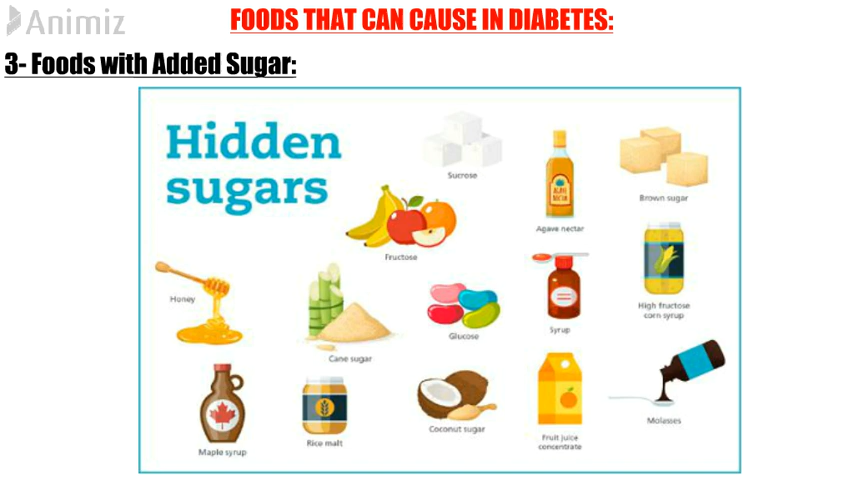 Animiz
FOODS THAT CAN CAUSE IN DIABETES:
3- Foods with Added Sugar:
Hidden
sugars
Sucrose
AGAVE
NECTAR
Agave nectar
Brown sugar
Fructose
Honey
Cane sugar
Glucose
Syrup
High fructose
corn syrup
Maple syrup
Rice malt
Coconut sugar
Fruit juice
concentrate
Molasses